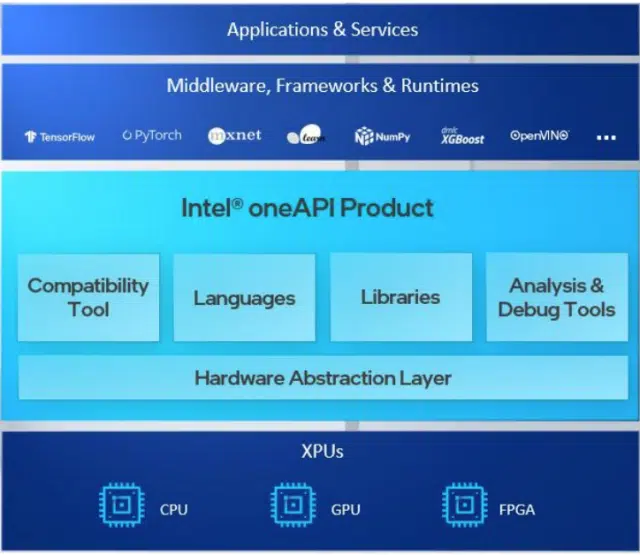 Applications & Services
Middleware, Frameworks & Runtimes
TensorFlow PyTorch mxnet learn NumPy dmlc XGBoost OpenVINO ...
Intel® oneAPI Product
Compatibility Tool
Languages
Libraries
Analysis & Debug Tools
Hardware Abstraction Layer
XPUs
CPU GPU FPGA